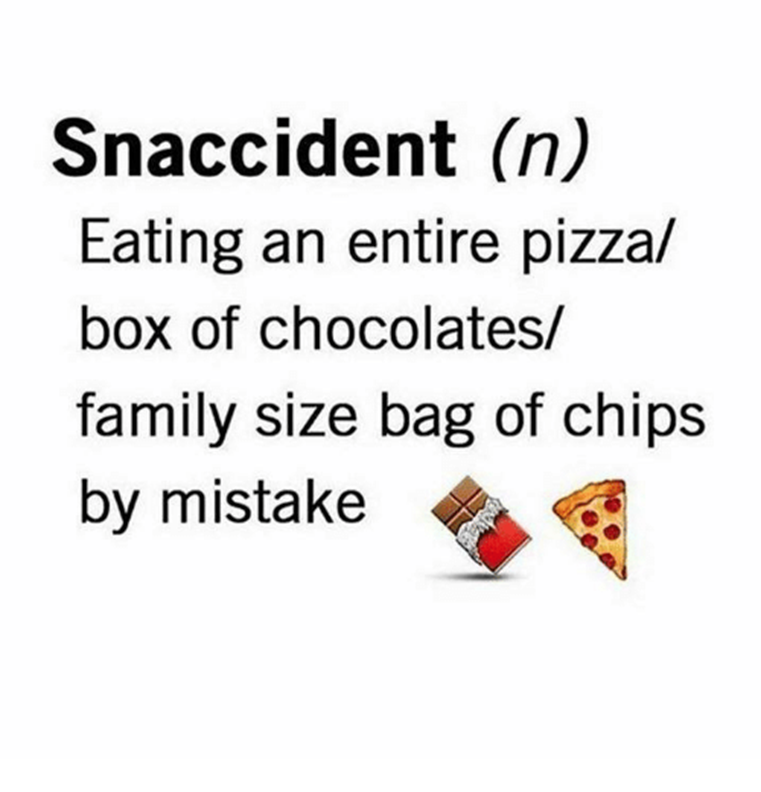 Snaccident (n)
Eating an entire pizza/
box of chocolates/
family size bag of chips
by mistake